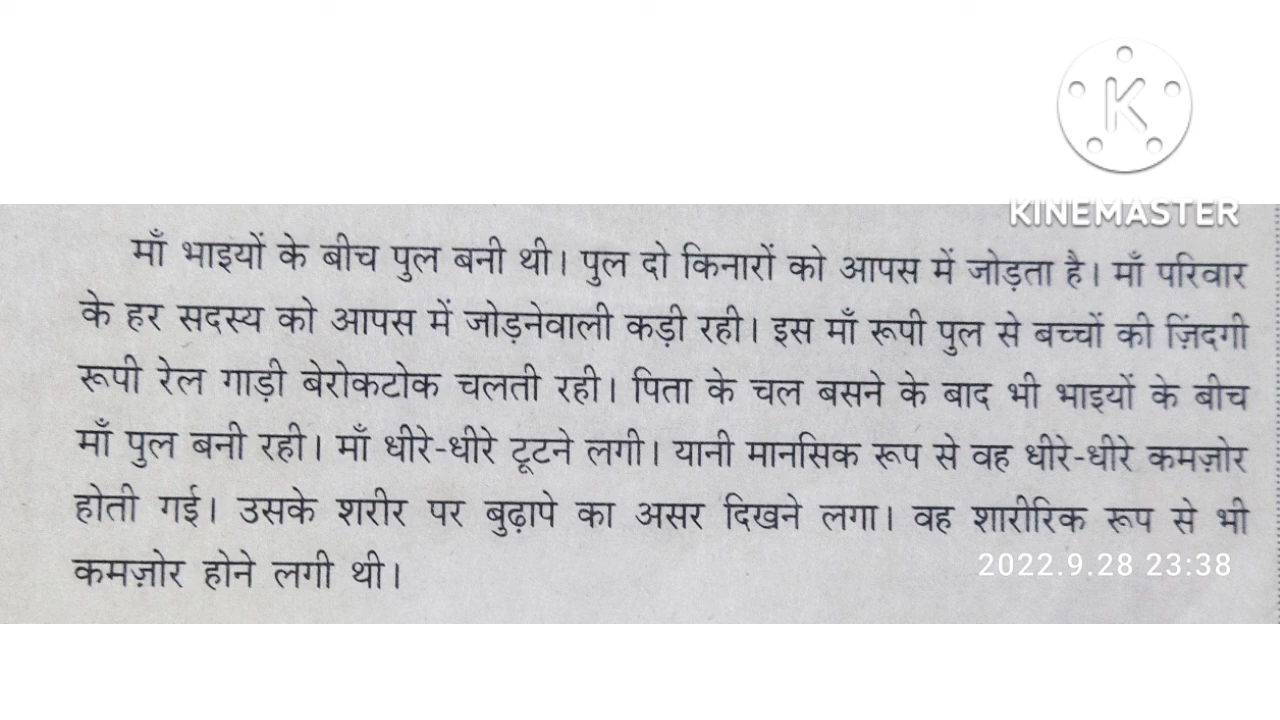 K
KINEMASTER
माँ भाइयों के बीच पुल बनी थी। पुल दो किनारों को आपस में जोड़ता है। माँ परिवार
के हर सदस्य को आपस में जोड़नेवाली कड़ी रही। इस माँ रूपी पुल से बच्चों की ज़िंदगी
रूपी रेल गाड़ी बेरोकटोक चलती रही। पिता के चल बसने के बाद भी भाइयों के बीच
माँ पुल बनी रही। माँ धीरे-धीरे टूटने लगी। यानी मानसिक रूप से वह धीरे-धीरे कमज़ोर
होती गई। उसके शरीर पर बुढ़ापे का असर दिखने लगा। वह शारीरिक रूप से भी
कमज़ोर होने लगी थी।
2022.9.28 23:38